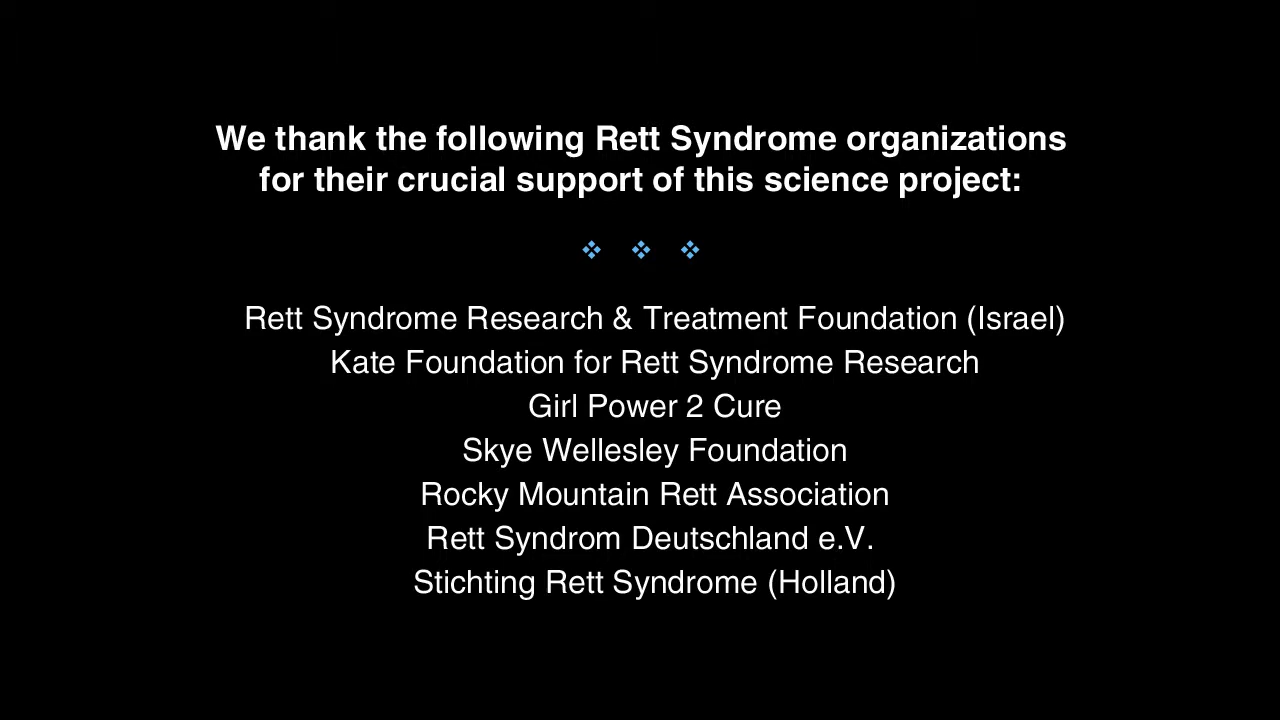 We thank the following Rett Syndrome organizations
for their crucial support of this science project:
❖ ❖ ❖
Rett Syndrome Research & Treatment Foundation (Israel)
Kate Foundation for Rett Syndrome Research
Girl Power 2 Cure
Skye Wellesley Foundation
Rocky Mountain Rett Association
Rett Syndrom Deutschland e.V.
Stichting Rett Syndrome (Holland)